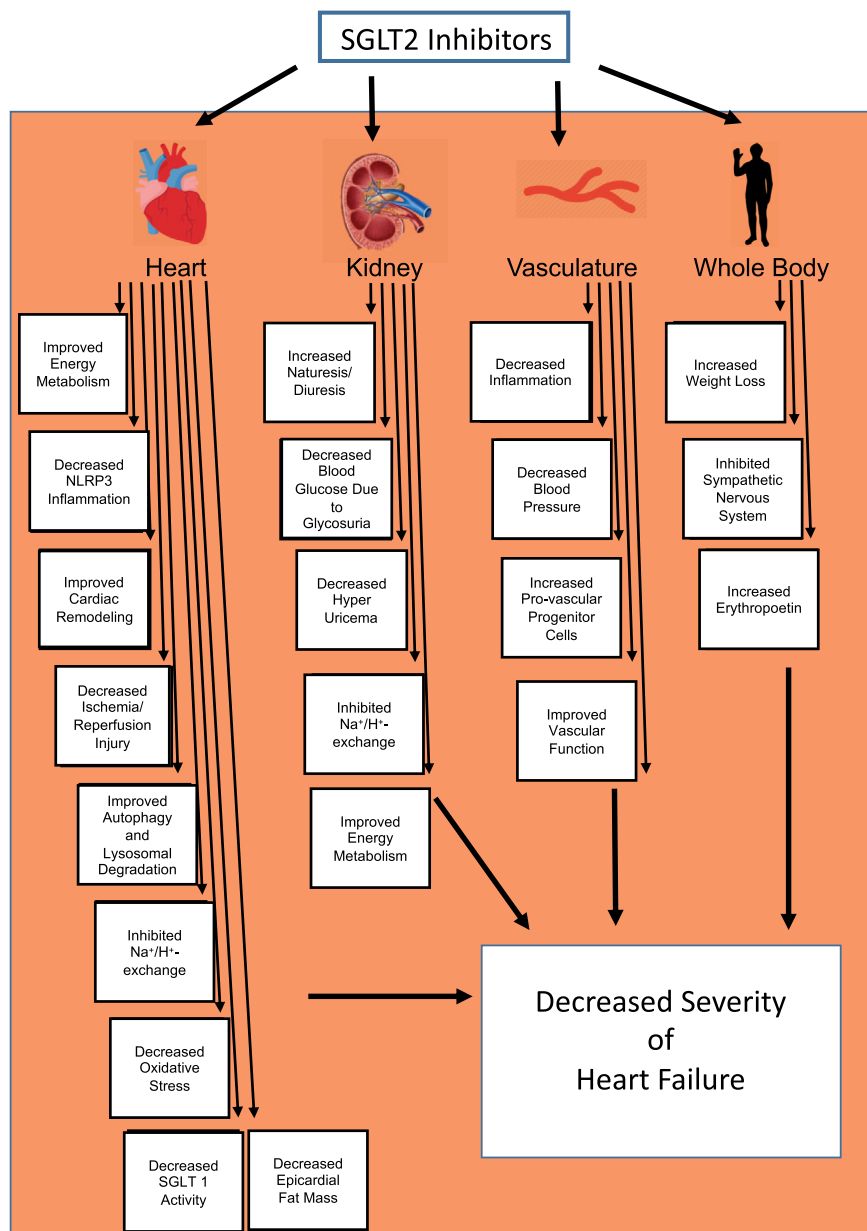 SGLT2 Inhibitors
Heart
Kidney
Vasculature
Whole Body
Improved
Energy
Metabolism
Decreased
NLRP3
Inflammation
Improved
Cardiac
Remodeling
Decreased
Ischemia/
Reperfusion
Injury
Improved
Autophagy
and
Lysosomal
Degradation
Inhibited
Na⁺/H⁺-
exchange
Decreased
Oxidative
Stress
Decreased
SGLT 1
Activity
Decreased
Epicardial
Fat Mass
Increased
Naturesis/
Diuresis
Decreased
Blood
Glucose Due
to
Glycosuria
Decreased
Hyper
Uricema
Inhibited
Na⁺/H⁺-
exchange
Improved
Energy
Metabolism
Decreased
Inflammation
Decreased
Blood
Pressure
Increased
Pro-vascular
Progenitor
Cells
Improved
Vascular
Function
Increased
Weight Loss
Inhibited
Sympathetic
Nervous
System
Increased
Erythropoetin
Decreased Severity
of
Heart Failure